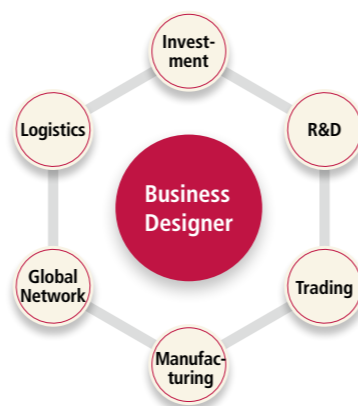 Invest-
ment
Logistics
R&D
Business
Designer
Global
Network
Trading
Manufac-
turing